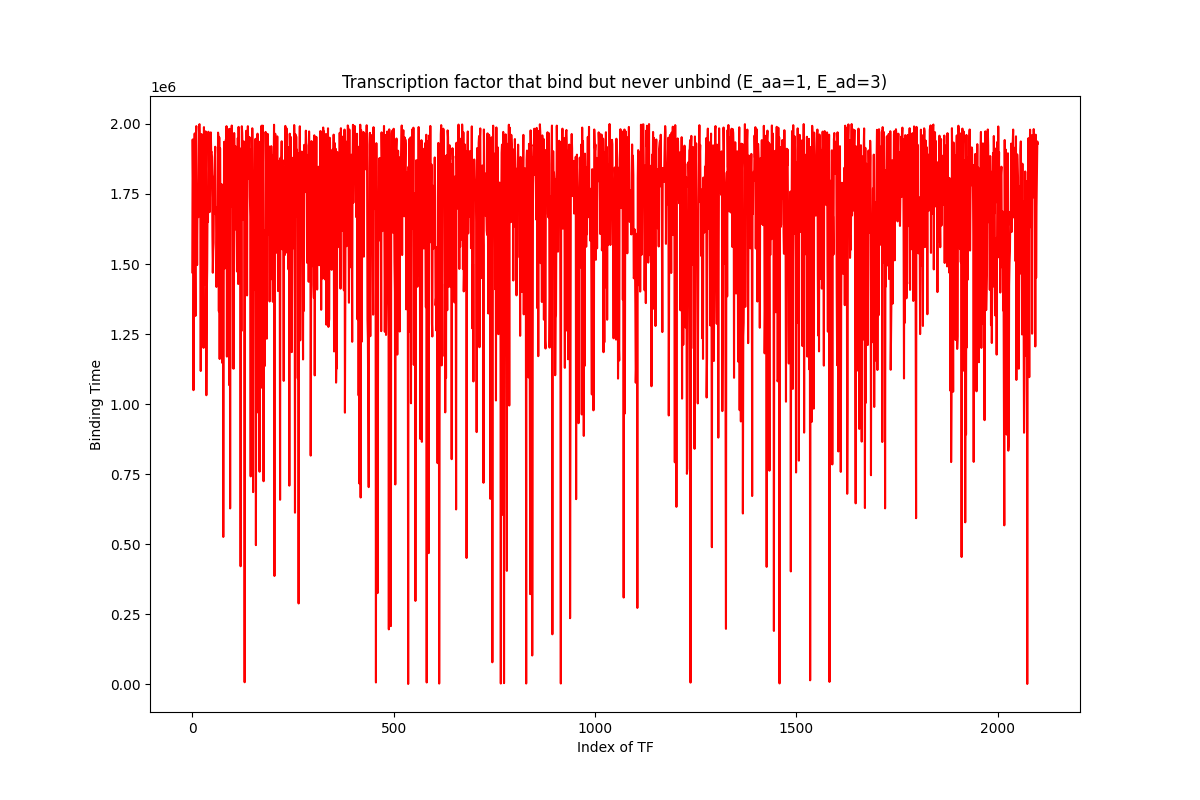 Transcription factor that bind but never unbind (E_aa=1, E_ad=3)
1e6
2.00
1.75
1.50
1.25
1.00
0.75
0.50
0.25
0.00
Binding Time
0 500 1000 1500 2000
Index of TF